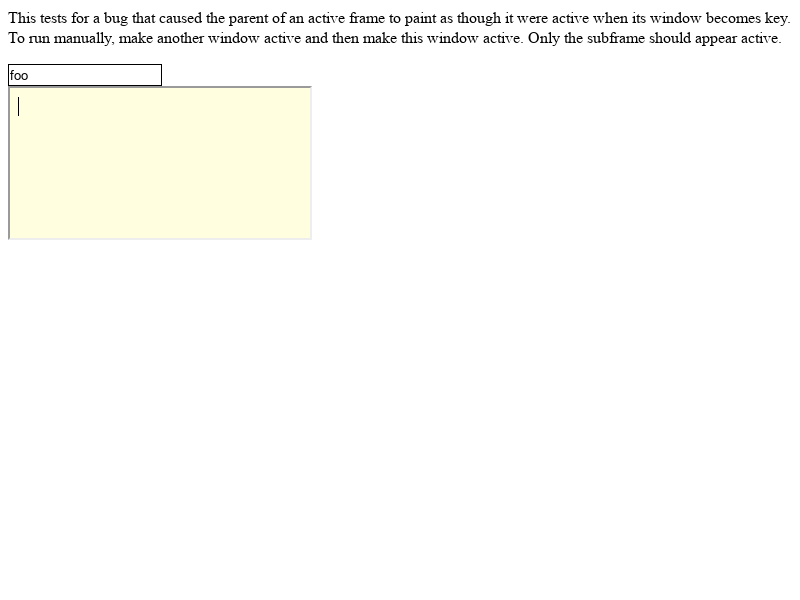 This tests for a bug that caused the parent of an active frame to paint as though it were active when its window becomes key.
To run manually, make another window active and then make this window active. Only the subframe should appear active.
foo